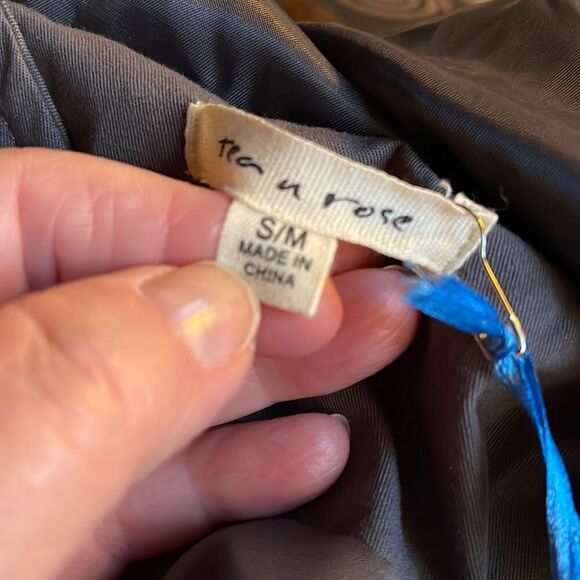 tea n rose
S/M
MADE IN
CHINA